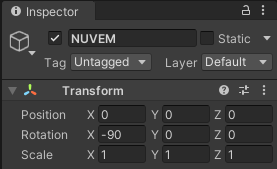 Inspector
NUVEM Static
Tag Untagged Layer Default
Transform
Position X 0 Y 0 Z 0
Rotation X -90 Y 0 Z 0
Scale X 1 Y 1 Z 1